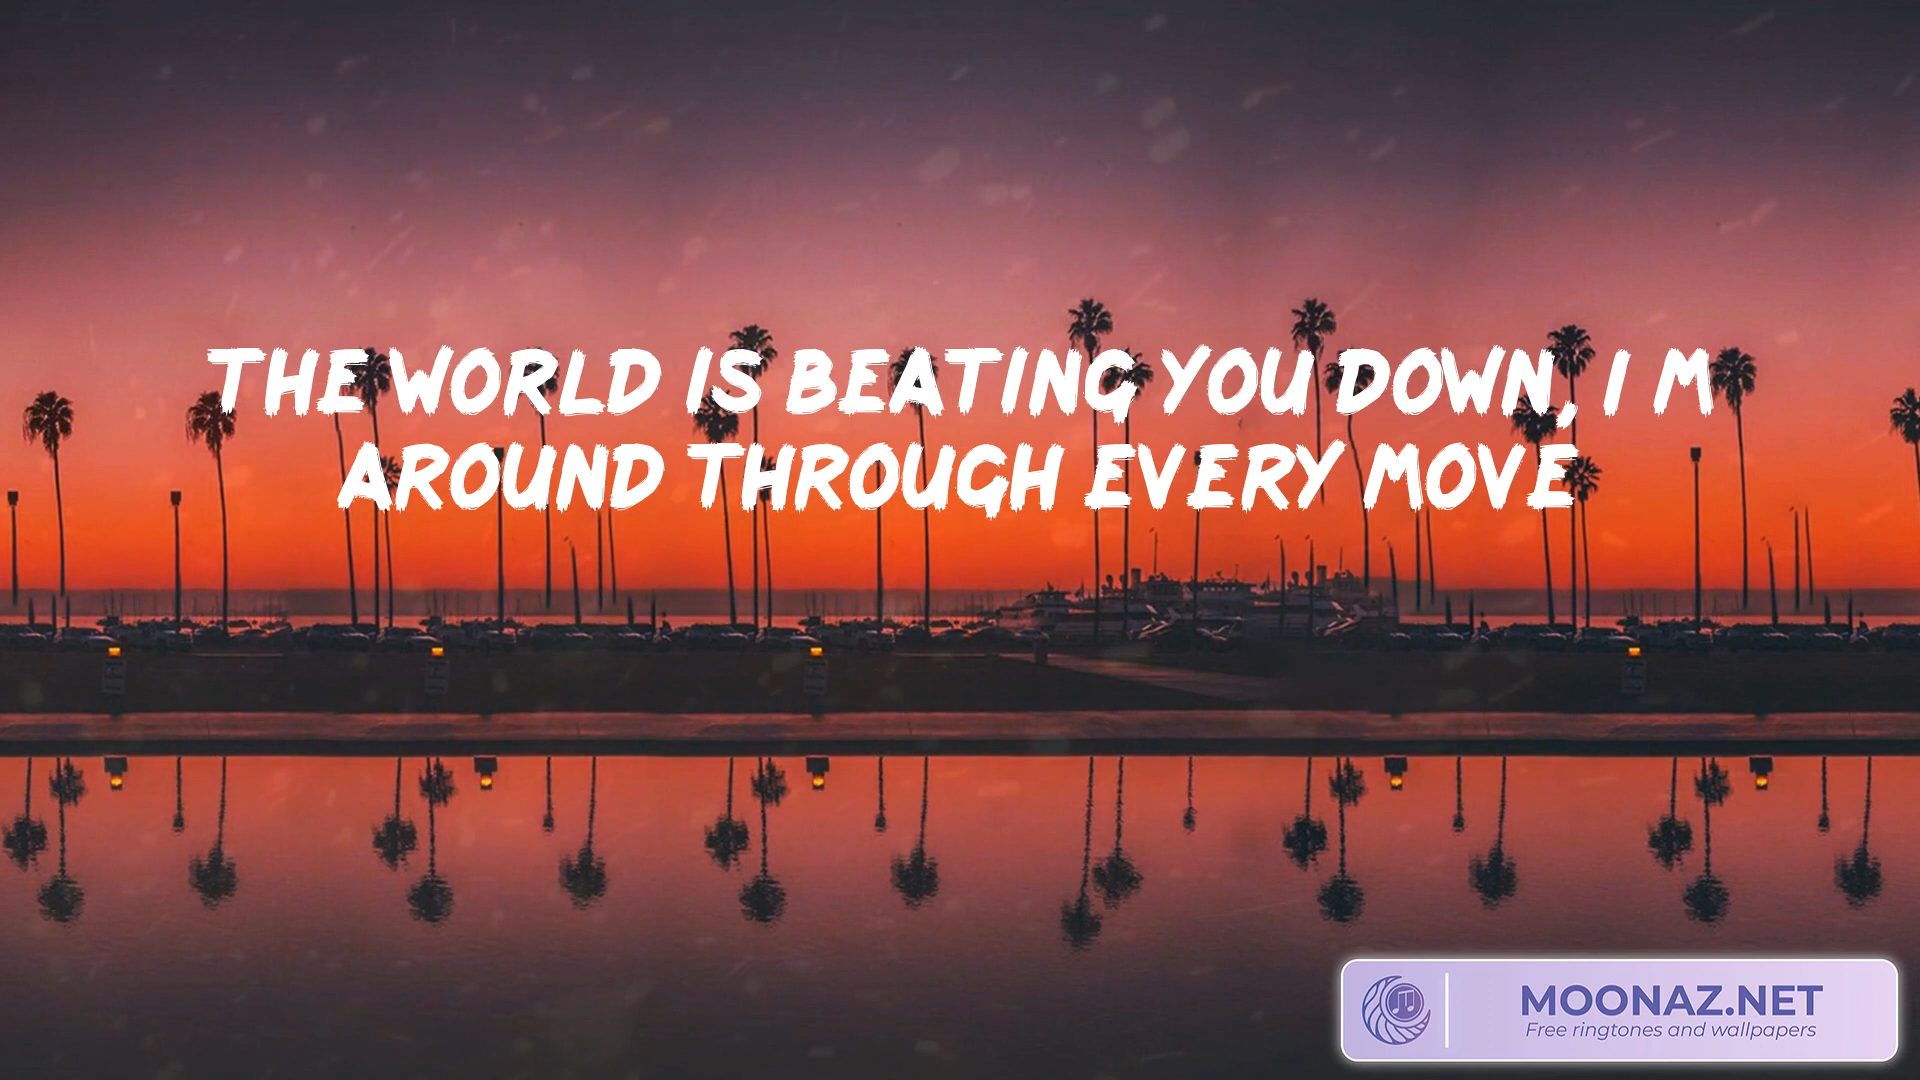 THE WORLD IS BEATING YOU DOWN, I M
AROUND THROUGH EVERY MOVE
MOONAZ.NET
Free ringtones and wallpapers